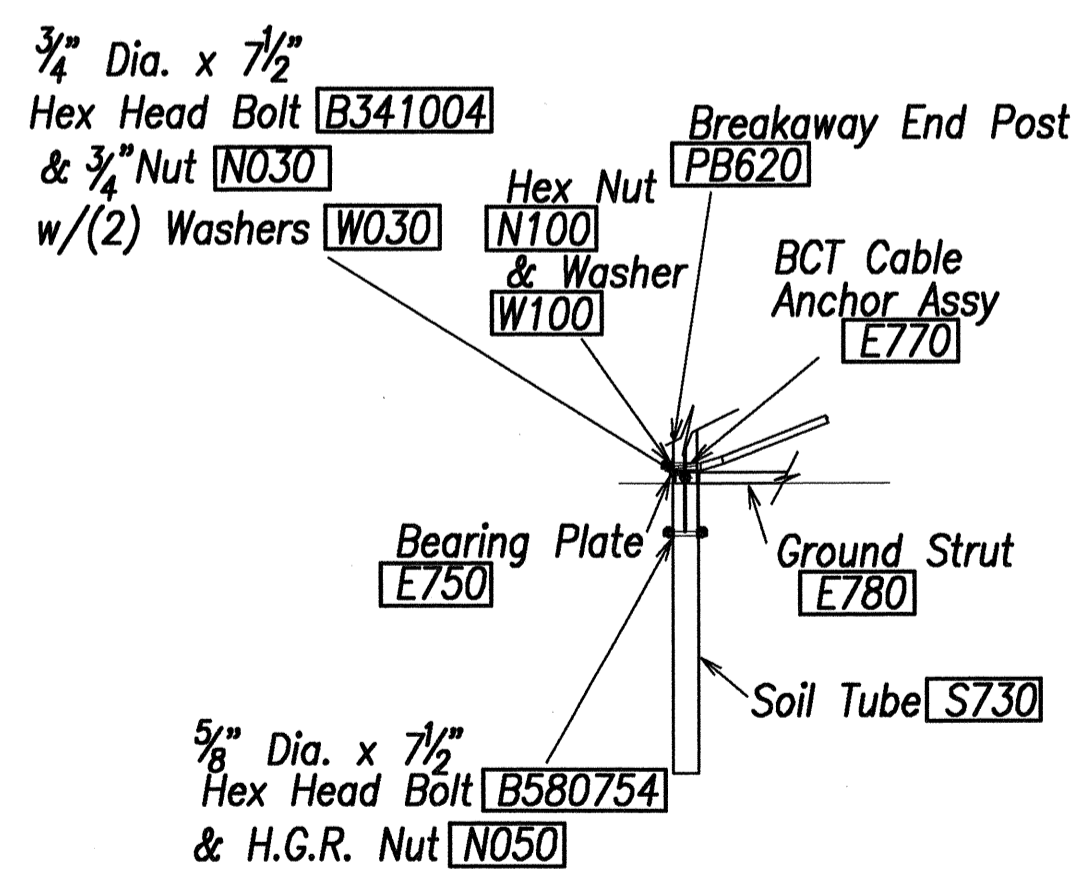 3/4" Dia. x 7 1/2"
Hex Head Bolt B341004
& 3/4" Nut N030
w/(2) Washers W030
Hex Nut
N100
& Washer
W100
Breakaway End Post
PB620
BCT Cable
Anchor Assy
E770
Bearing Plate
E750
Ground Strut
E780
Soil Tube S730
5/8" Dia. x 7 1/2"
Hex Head Bolt B580754
& H.G.R. Nut N050